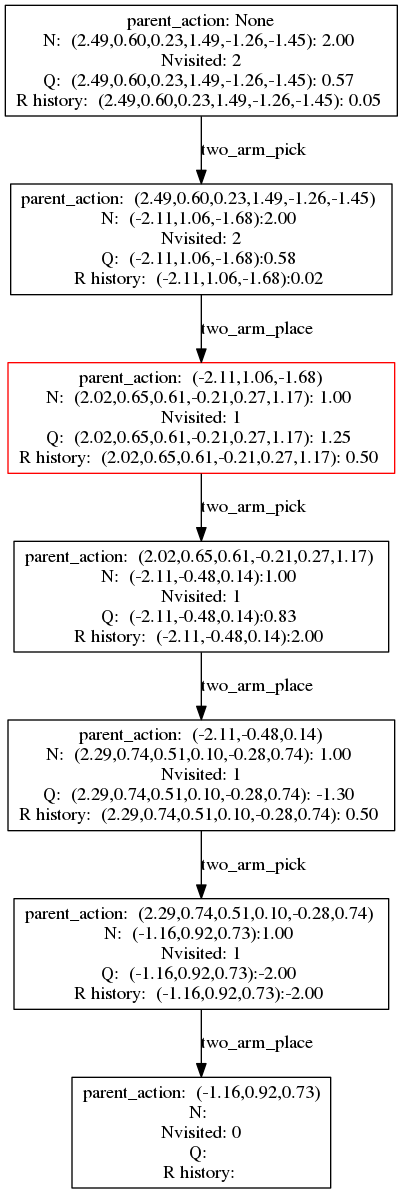 parent_action: None
N: (2.49,0.60,0.23,1.49,-1.26,-1.45): 2.00
Nvisited: 2
Q: (2.49,0.60,0.23,1.49,-1.26,-1.45): 0.57
R history: (2.49,0.60,0.23,1.49,-1.26,-1.45): 0.05
two_arm_pick
parent_action: (2.49,0.60,0.23,1.49,-1.26,-1.45)
N: (-2.11,1.06,-1.68):2.00
Nvisited: 2
Q: (-2.11,1.06,-1.68):0.58
R history: (-2.11,1.06,-1.68):0.02
two_arm_place
parent_action: (-2.11,1.06,-1.68)
N: (2.02,0.65,0.61,-0.21,0.27,1.17): 1.00
Nvisited: 1
Q: (2.02,0.65,0.61,-0.21,0.27,1.17): 1.25
R history: (2.02,0.65,0.61,-0.21,0.27,1.17): 0.50
two_arm_pick
parent_action: (2.02,0.65,0.61,-0.21,0.27,1.17)
N: (-2.11,-0.48,0.14):1.00
Nvisited: 1
Q: (-2.11,-0.48,0.14):0.83
R history: (-2.11,-0.48,0.14):2.00
two_arm_place
parent_action: (-2.11,-0.48,0.14)
N: (2.29,0.74,0.51,0.10,-0.28,0.74): 1.00
Nvisited: 1
Q: (2.29,0.74,0.51,0.10,-0.28,0.74): -1.30
R history: (2.29,0.74,0.51,0.10,-0.28,0.74): 0.50
two_arm_pick
parent_action: (2.29,0.74,0.51,0.10,-0.28,0.74)
N: (-1.16,0.92,0.73):1.00
Nvisited: 1
Q: (-1.16,0.92,0.73):-2.00
R history: (-1.16,0.92,0.73):-2.00
two_arm_place
parent_action: (-1.16,0.92,0.73)
N:
Nvisited: 0
Q:
R history: